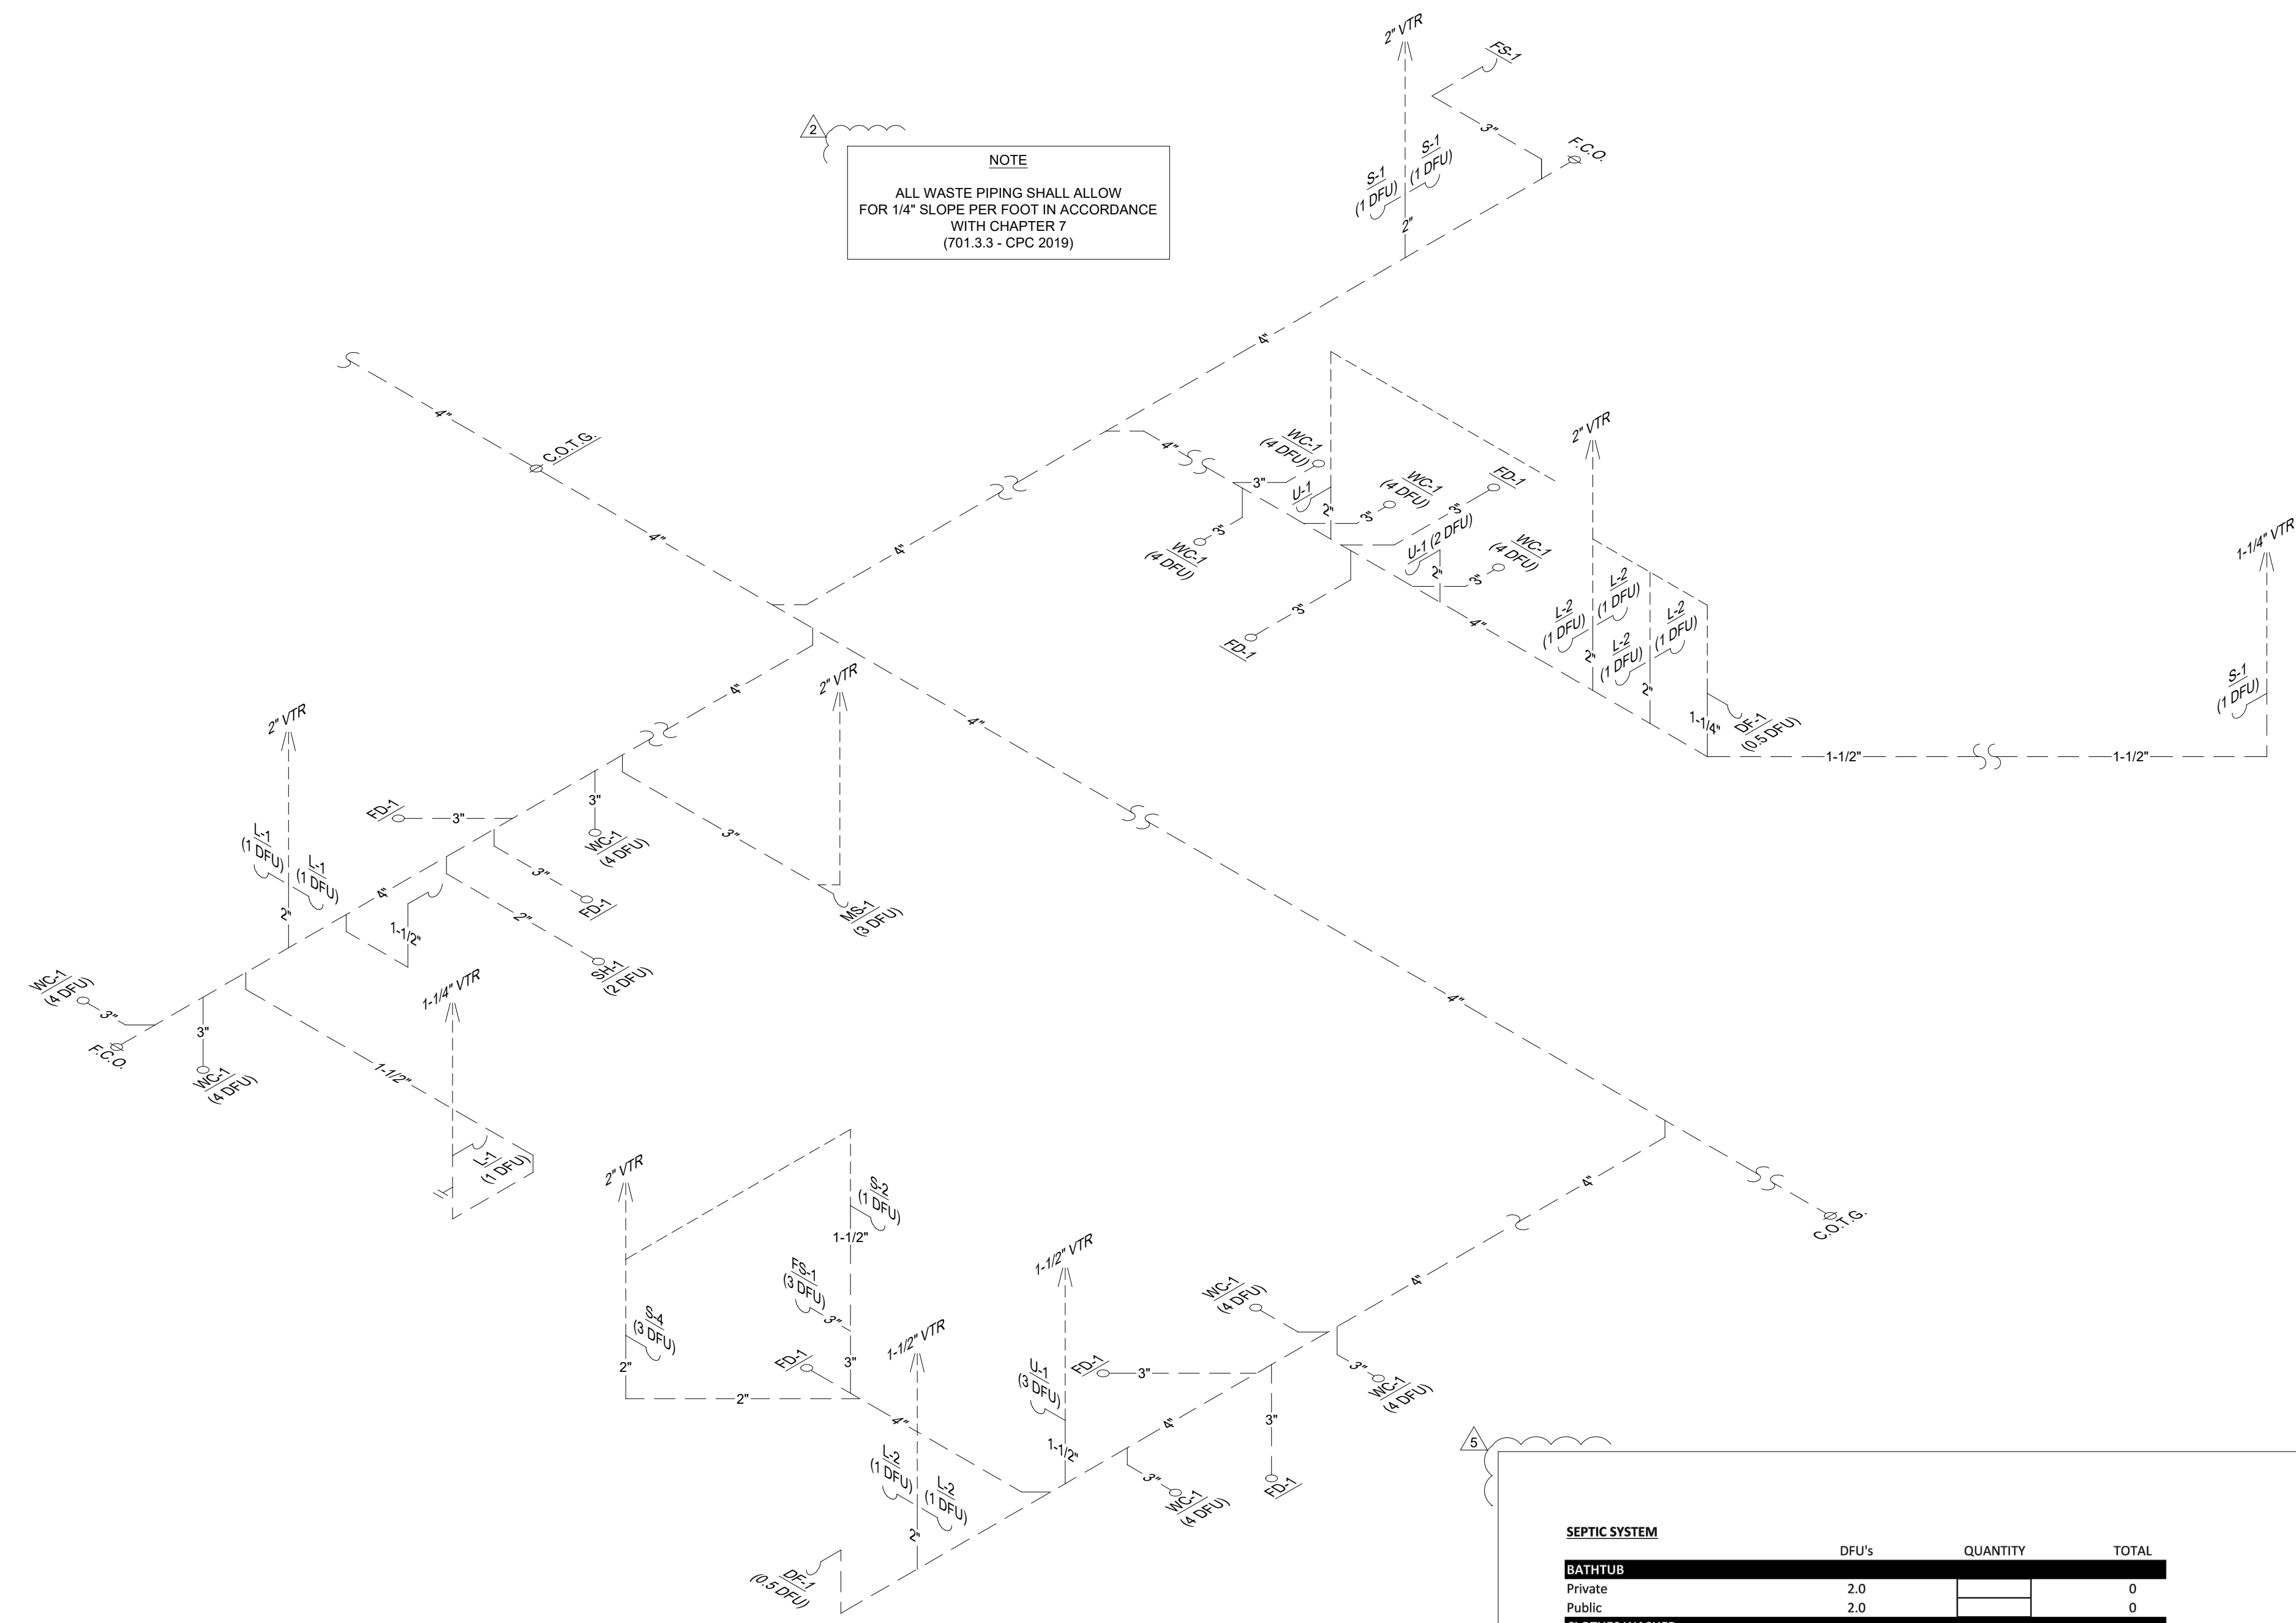 2" VTR
FS-1
3"
F.C.O.
S-1
(1 DFU)
S-1
(1 DFU)
2"
2
NOTE
ALL WASTE PIPING SHALL ALLOW
FOR 1/4" SLOPE PER FOOT IN ACCORDANCE
WITH CHAPTER 7
(701.3.3 - CPC 2019)
4"
4"
C.O.T.G.
4"
4"
4"
WC-1
(4 DFU)
3"
U-1
2"
WC-1
(4 DFU)
3"
FD-1
3"
WC-1
(4 DFU)
3"
U-1 (2 DFU)
2"
WC-1
(4 DFU)
3"
FD-1
3"
4"
2" VTR
L-2
(1 DFU)
L-2
(1 DFU)
2"
L-2
(1 DFU)
L-2
(1 DFU)
2"
1-1/4"
DF-1
(0.5 DFU)
1-1/2"
1-1/2"
S-1
(1 DFU)
1-1/4" VTR
4"
2" VTR
4"
2" VTR
FD-1
3"
3"
WC-1
(4 DFU)
3"
MS-1
(3 DFU)
L-1
(1 DFU)
L-1
(1 DFU)
2"
4"
3"
FD-1
1-1/2"
2"
SH-1
(2 DFU)
WC-1
(4 DFU)
3"
F.C.O.
3"
WC-1
(4 DFU)
1-1/2"
1-1/4" VTR
L-1
(1 DFU)
4"
4"
C.O.T.G.
2" VTR
S-2
(1 DFU)
1-1/2"
FS-1
(3 DFU)
3"
S-4
(3 DFU)
2"
2"
FD-1
3"
1-1/2" VTR
4"
1-1/2" VTR
U-1
(3 DFU)
1-1/2"
FD-1
3"
WC-1
(4 DFU)
4"
3"
WC-1
(4 DFU)
4"
3"
FD-1
3"
WC-1
(4 DFU)
L-2
(1 DFU)
L-2
(1 DFU)
2"
DF-1
(0.5 DFU)
5
SEPTIC SYSTEM
DFU's QUANTITY TOTAL
BATHTUB
Private 2.0 0
Public 2.0 0